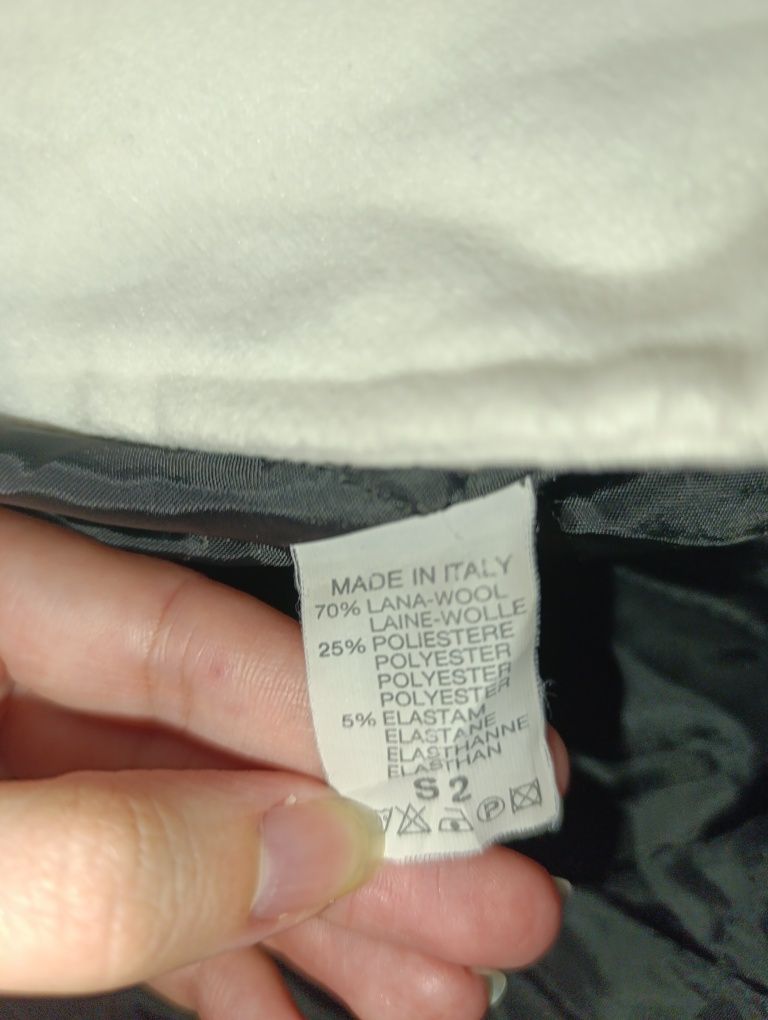 MADE IN ITALY
70% LANA-WOOL
LAINE-WOLLE
25% POLIESTERE
POLYESTER
POLYESTER
POLYESTER
5% ELASTAM
ELASTANE
ELASTHANNE
ELASTHAN
S 2
P